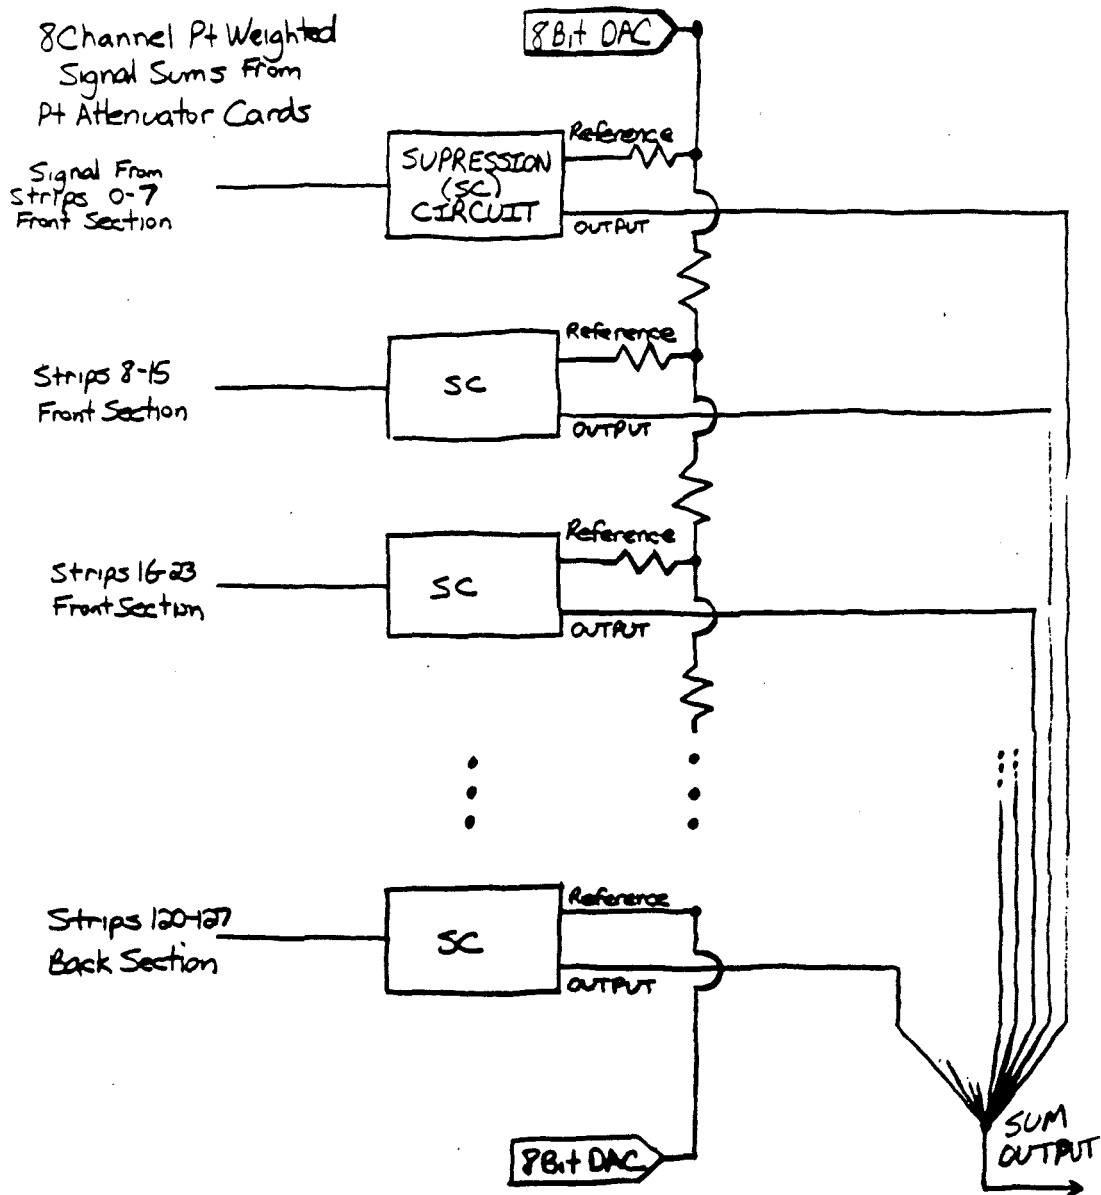 8Channel Pt Weighted
Signal Sums From
Pt Attenuator Cards
8Bit DAC
Signal From
Strips 0-7
Front Section
SUPRESSION
(SC)
CIRCUIT
Reference
OUTPUT
Strips 8-15
Front Section
SC
Reference
OUTPUT
Strips 16-23
Front Section
SC
Reference
OUTPUT
Strips 120-127
Back Section
SC
Reference
OUTPUT
8Bit DAC
SUM
OUTPUT